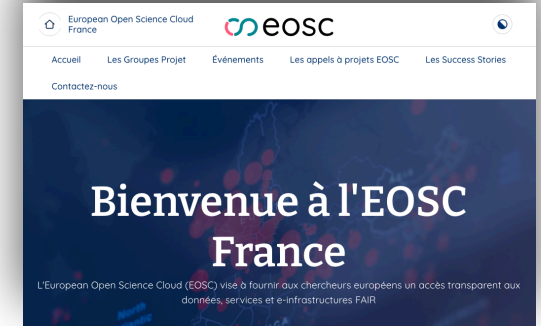 European Open Science Cloud
France
eosc
Accueil Les Groupes Projet Événements Les appels à projets EOSC Les Success Stories
Contactez-nous
Bienvenue à l'EOSC
France
L'European Open Science Cloud (EOSC) vise à fournir aux chercheurs européens un accès transparent aux
données, services et e-infrastructures FAIR
North